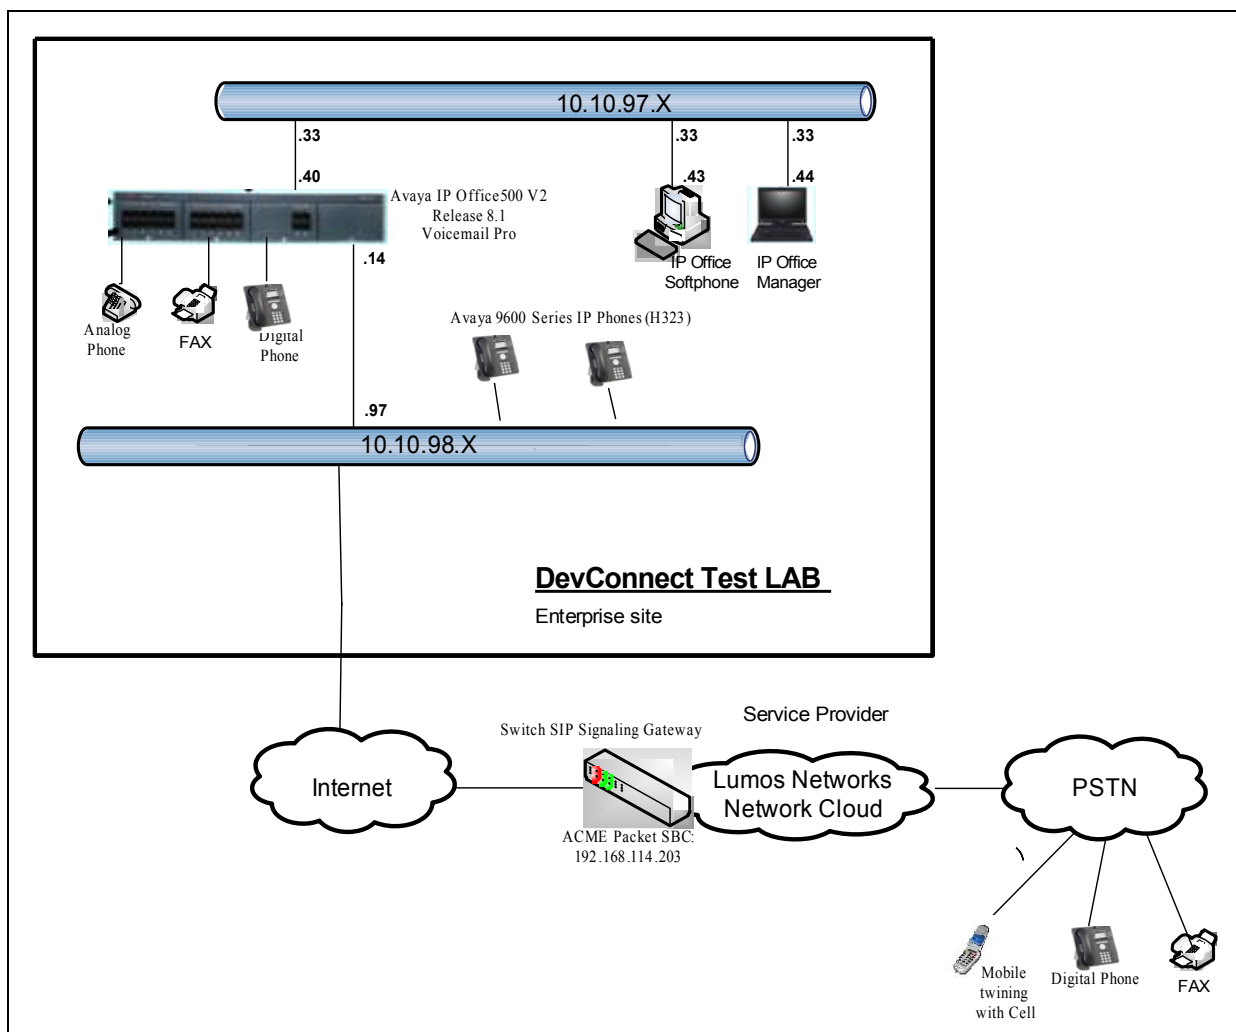 10.10.97.X
.33
.33
.33
.40
.43
.44
Avaya IP Office500 V2
Release 8.1
Voicemail Pro
.14
IP Office
Softphone
IP Office
Manager
Analog
Phone
FAX
Digital
Phone
Avaya 9600 Series IP Phones (H323)
.97
10.10.98.X
DevConnect Test LAB
Enterprise site
Service Provider
Switch SIP Signaling Gateway
Internet
Lumos Networks
Network Cloud
PSTN
ACME Packet SBC:
192.168.114.203
Mobile
twining
with Cell
Digital Phone
FAX